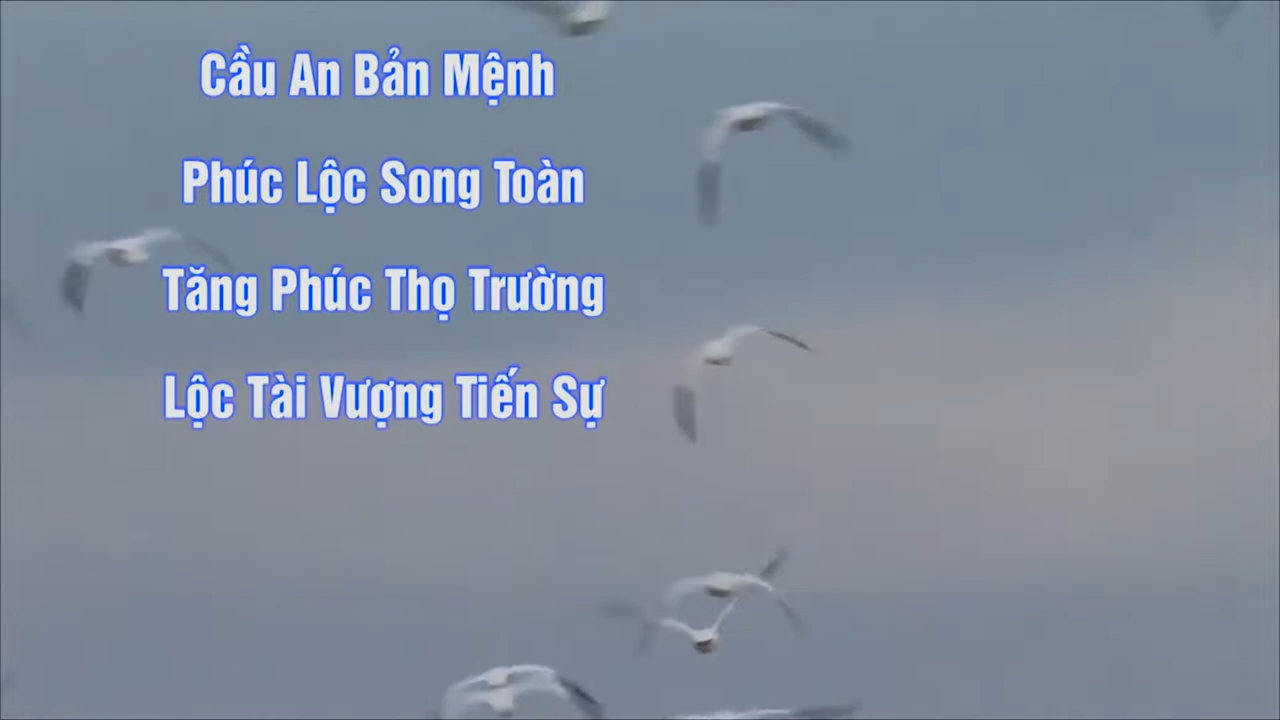 Cầu An Bản Mệnh
Phúc Lộc Song Toàn
Tăng Phúc Thọ Trường
Lộc Tài Vượng Tiến Sự